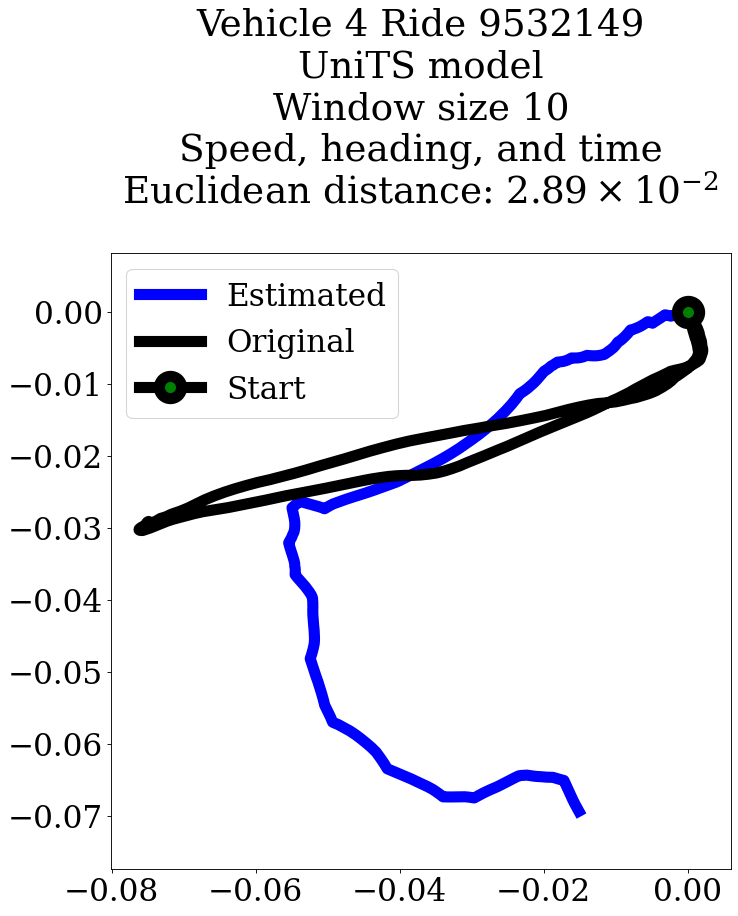 Vehicle 4 Ride 9532149
UniTS model
Window size 10
Speed, heading, and time
Euclidean distance: 2.89 × 10⁻²
Estimated
Original
Start
0.00
−0.01
−0.02
−0.03
−0.04
−0.05
−0.06
−0.07
−0.08 −0.06 −0.04 −0.02 0.00